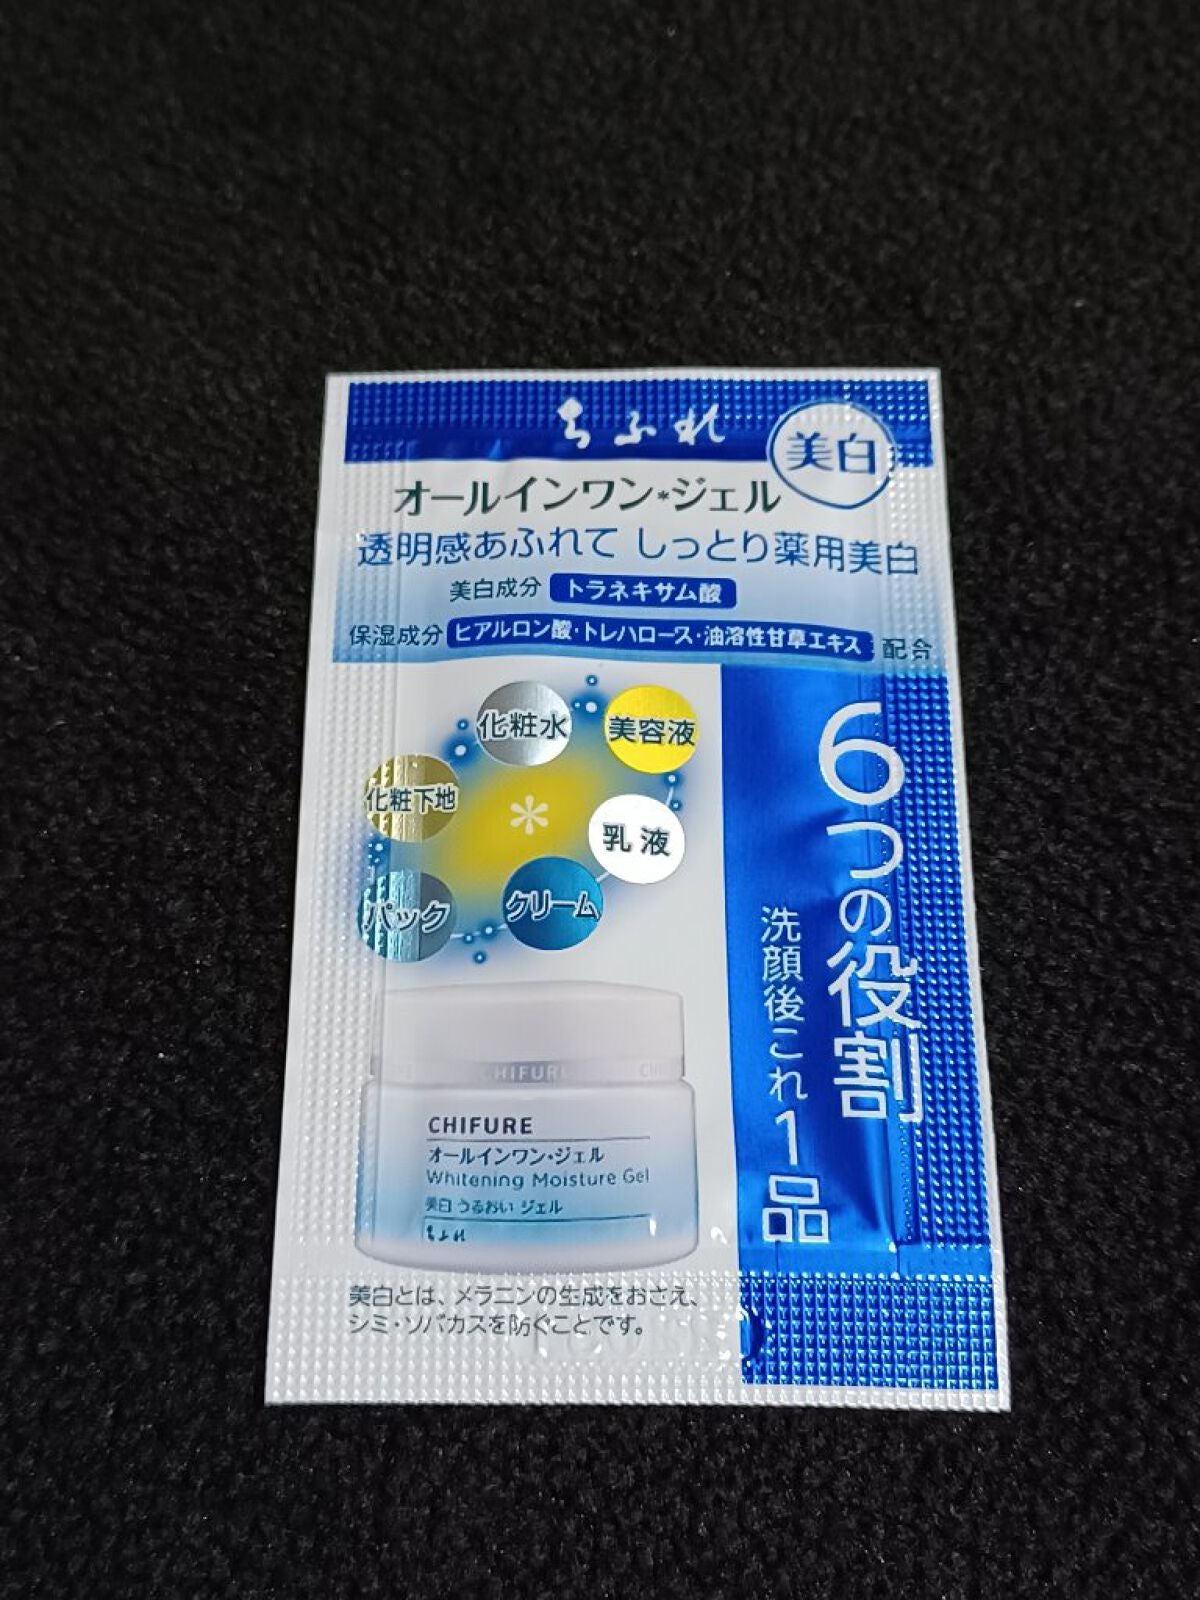 ちふれ
美白
オールインワン*ジェル
透明感あふれて しっとり薬用美白
美白成分 トラネキサム酸
保湿成分 ヒアルロン酸・トレハロース・油溶性甘草エキス 配合
化粧水
美容液
化粧下地
*
乳液
パック
クリーム
6つの役割
洗顔後これ1品
CHIFURE
CHIFURE
オールインワン・ジェル
Whitening Moisture Gel
美白 うるおい ジェル
ちふれ
美白とは、メラニンの生成をおさえ、
シミ・ソバカスを防ぐことです。